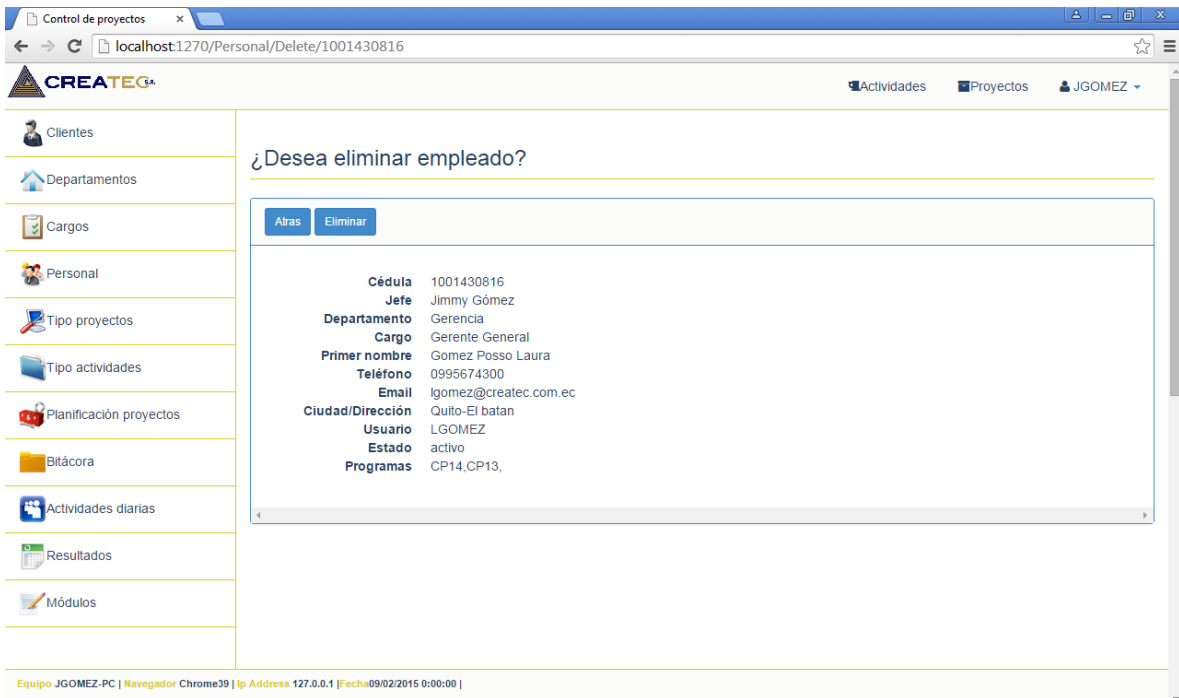 Control de proyectos
localhost:1270/Personal/Delete/1001430816
CREATEC S.A.
Actividades
Proyectos
JGOMEZ
Clientes
Departamentos
Cargos
Personal
Tipo proyectos
Tipo actividades
Planificaciòn proyectos
Bitácora
Actividades diarias
Resultados
Módulos
¿Desea eliminar empleado?
Atras
Eliminar
Cédula 1001430816
Jefe Jimmy Gómez
Departamento Gerencia
Cargo Gerente General
Primer nombre Gomez Posso Laura
Teléfono 0995674300
Email lgomez@createc.com.ec
Ciudad/Dirección Quito-El batan
Usuario LGOMEZ
Estado activo
Programas CP14,CP13,
Equipo JGOMEZ-PC | Navegador Chrome39 | Ip Address 127.0.0.1 |Fecha09/02/2015 0:00:00 |